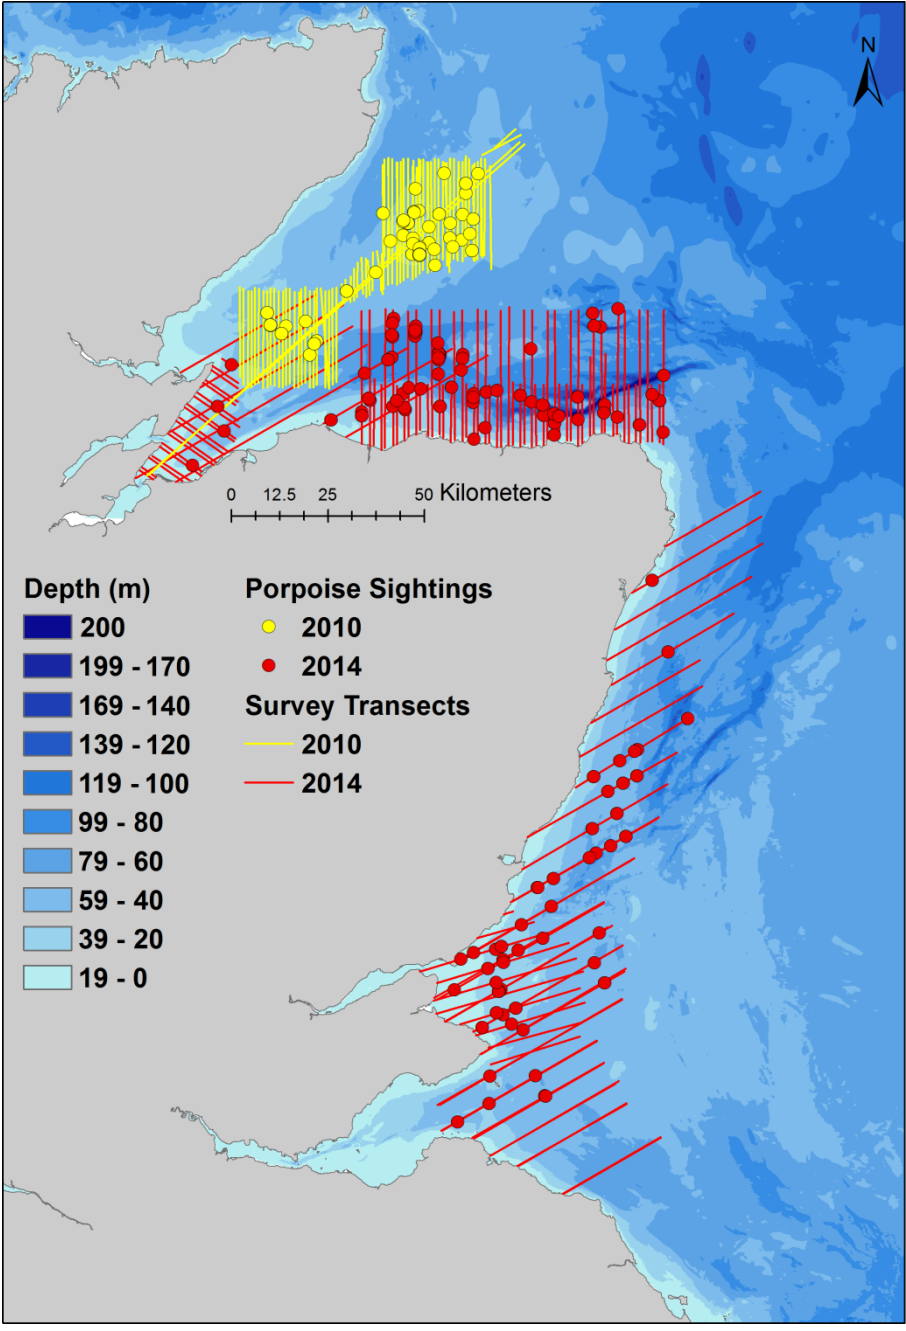 N
0 12.5 25 50 Kilometers
Depth (m)
200
199 - 170
169 - 140
139 - 120
119 - 100
99 - 80
79 - 60
59 - 40
39 - 20
19 - 0
Porpoise Sightings
2010
2014
Survey Transects
2010
2014